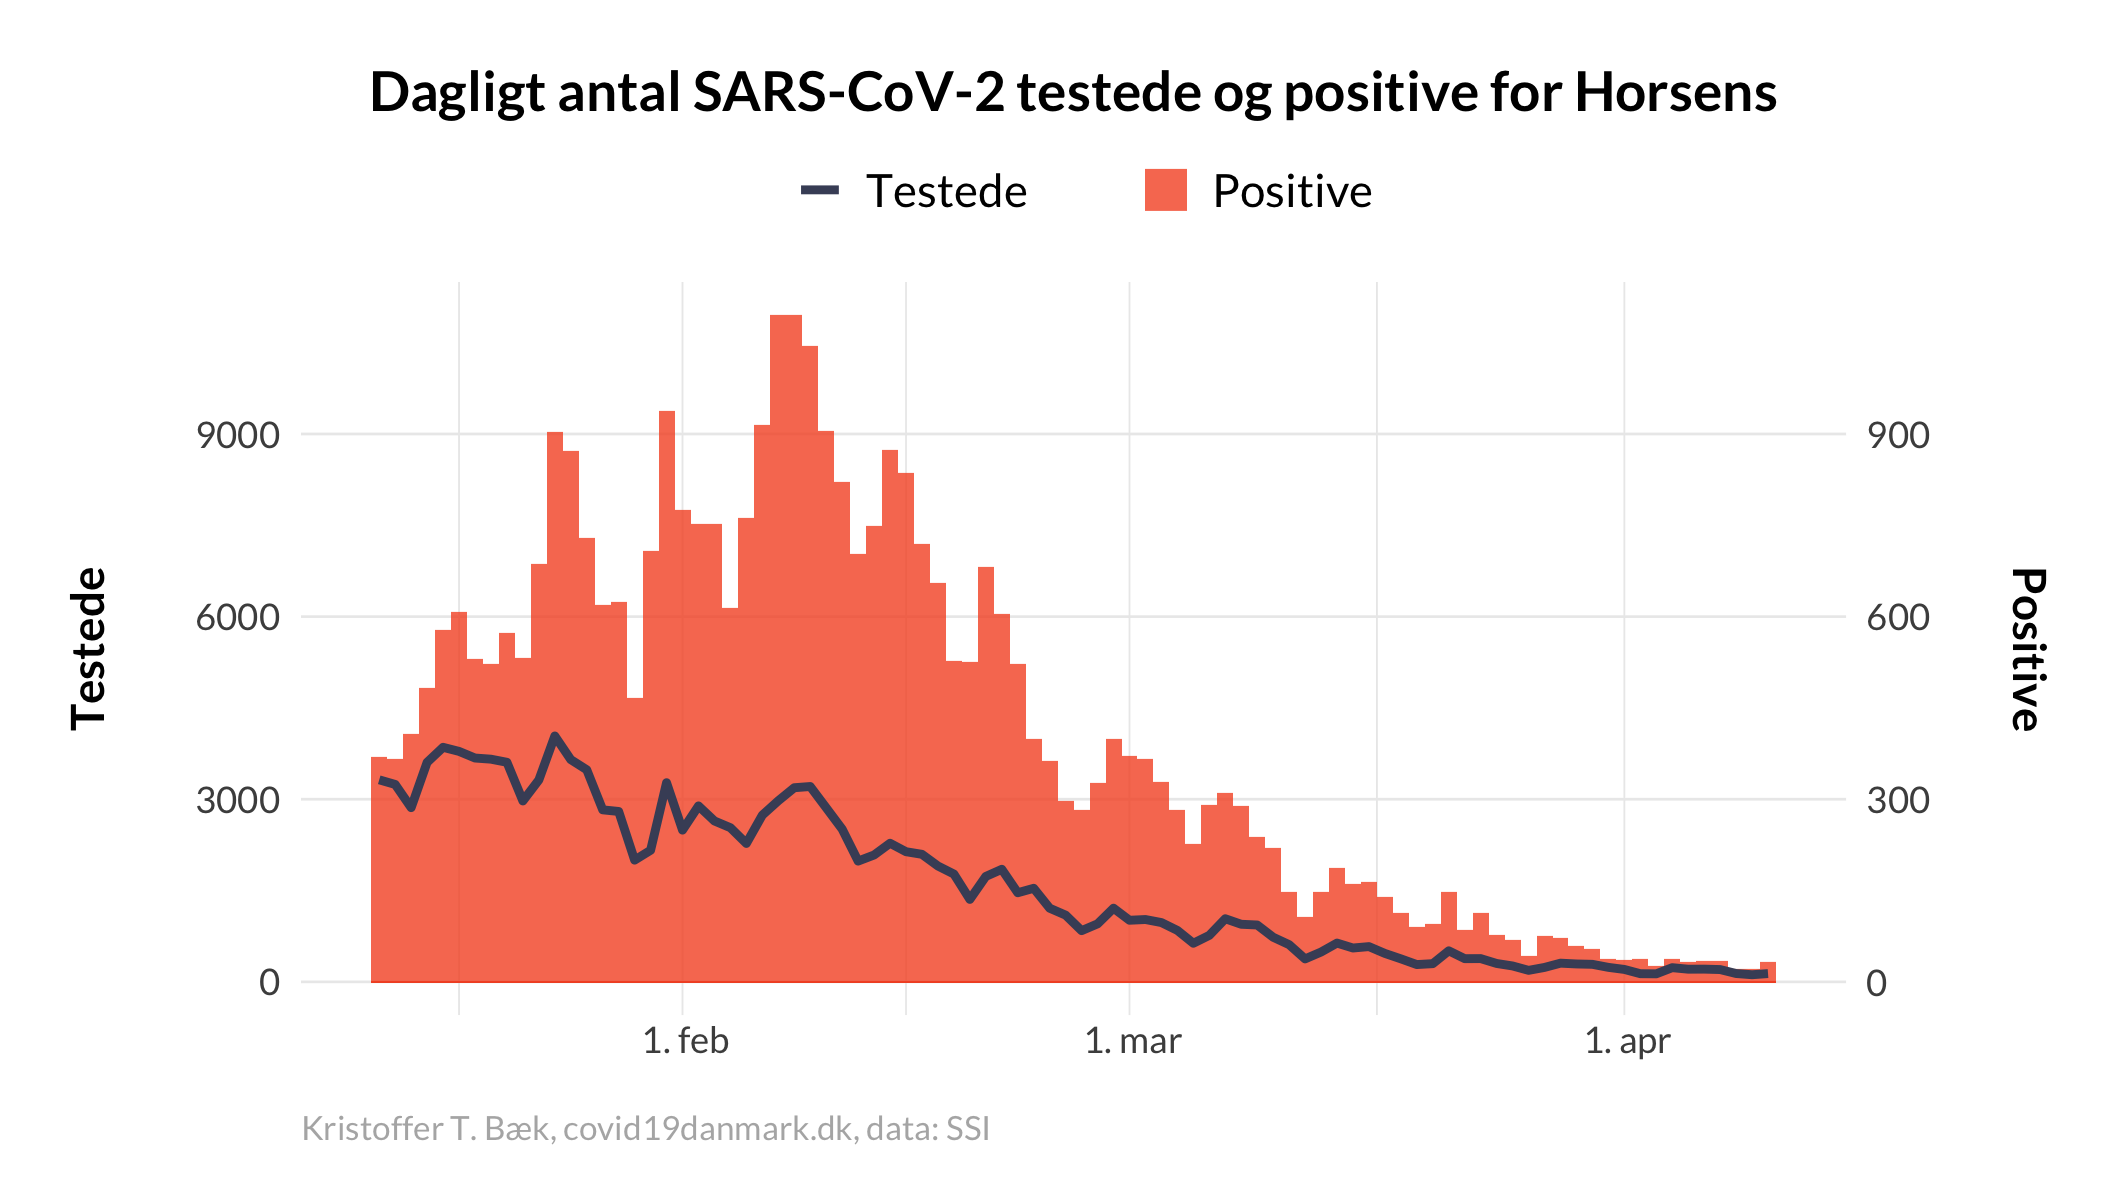 Dagligt antal SARS-CoV-2 testede og positive for Horsens
Testede
Positive
Testede
9000
6000
3000
0
900
600
300
0
Positive
1. feb
1. mar
1. apr
Kristoffer T. Bæk, covid19danmark.dk, data: SSI